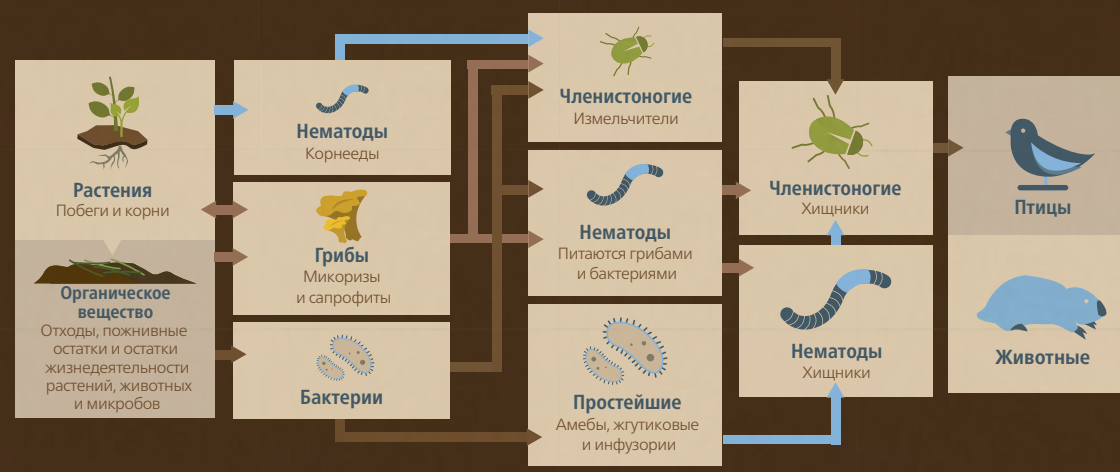 Растения
Побеги и корни
Органическое
вещество
Отходы, пожнивные
остатки и остатки
жизнедеятельности
растений, животных
и микробов
Нематоды
Корнееды
Грибы
Микоризы
и сапрофиты
Бактерии
Членистоногие
Измельчители
Нематоды
Питаются грибами
и бактериями
Простейшие
Амебы, жгутиковые
и инфузории
Членистоногие
Хищники
Нематоды
Хищники
Птицы
Животные